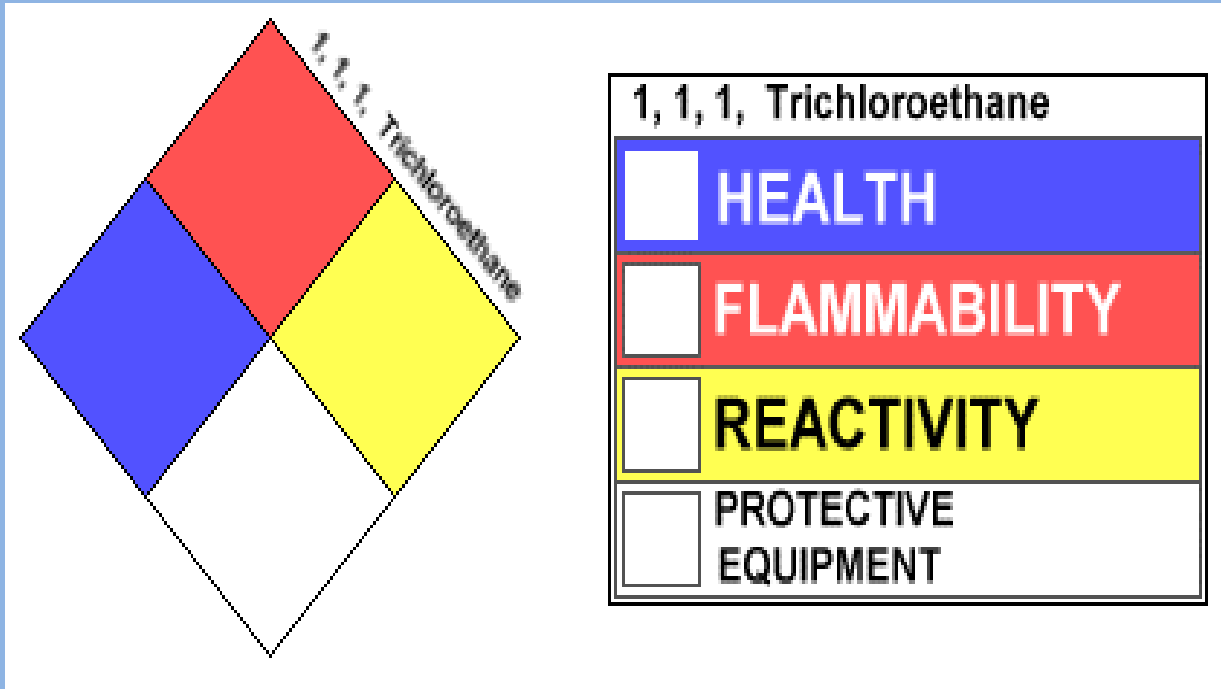 1, 1, 1, Trichloroethane
1, 1, 1, Trichloroethane
HEALTH
FLAMMABILITY
REACTIVITY
PROTECTIVE
EQUIPMENT